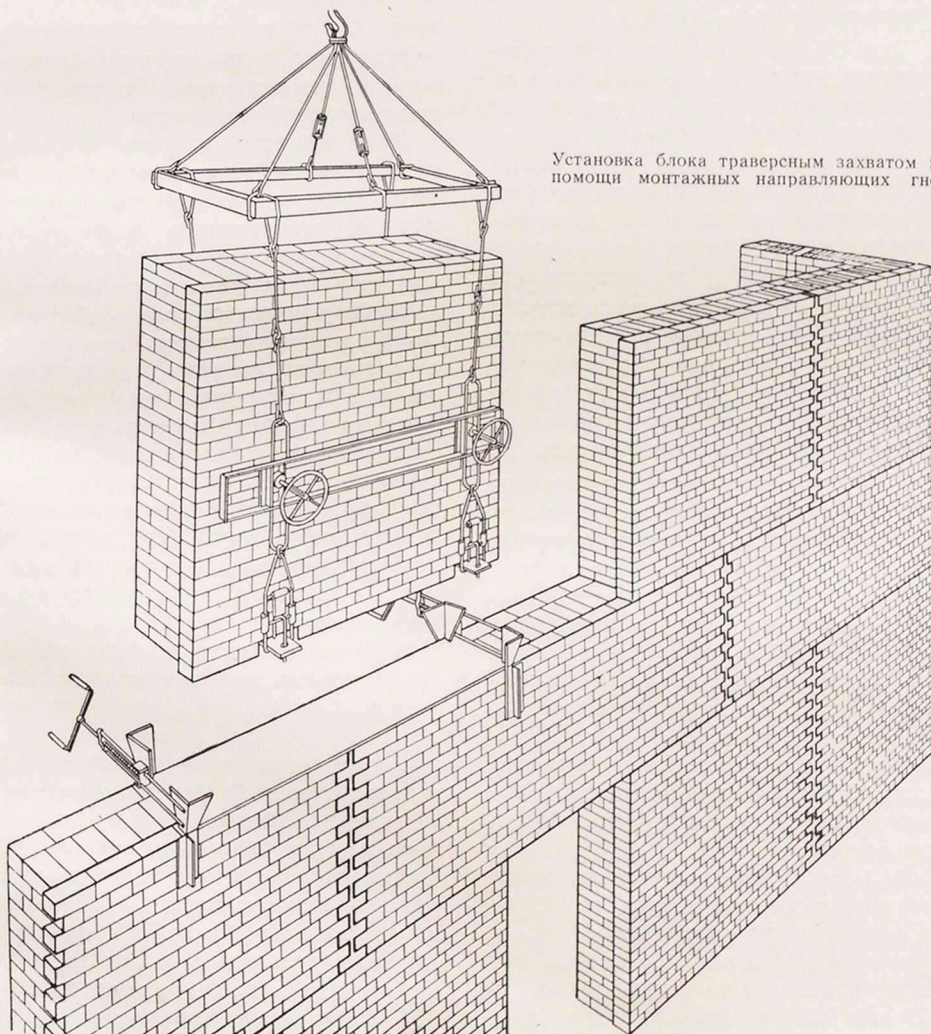 Установка блока траверсным захватом
помощи монтажных направляющих